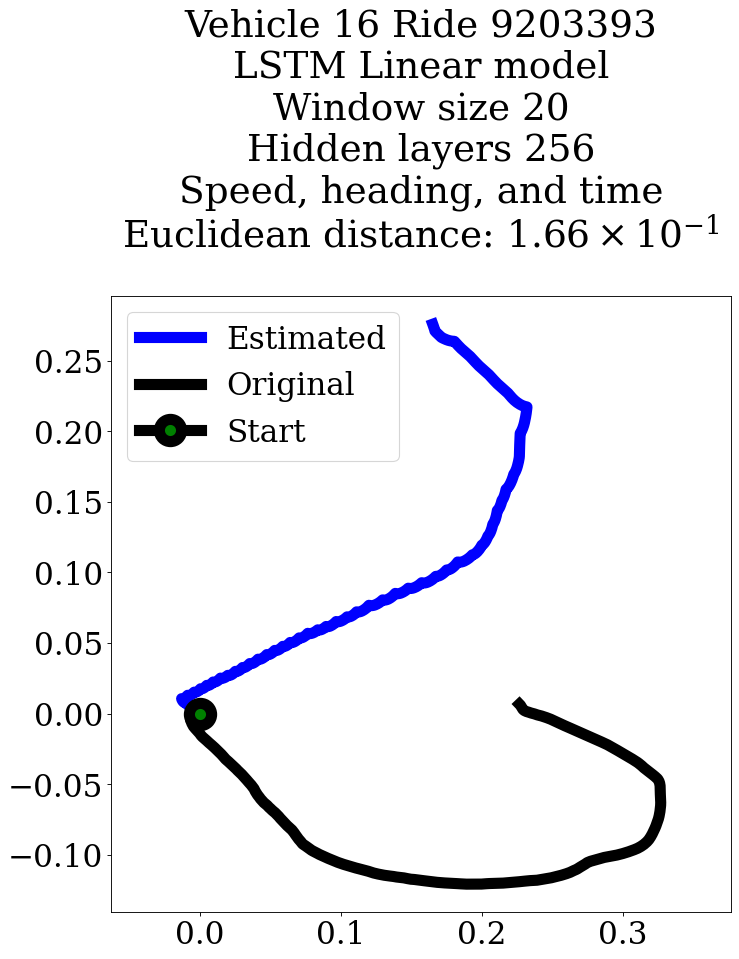 Vehicle 16 Ride 9203393
LSTM Linear model
Window size 20
Hidden layers 256
Speed, heading, and time
Euclidean distance: 1.66 × 10⁻¹
Estimated
Original
Start
0.25
0.20
0.15
0.10
0.05
0.00
−0.05
−0.10
0.0 0.1 0.2 0.3